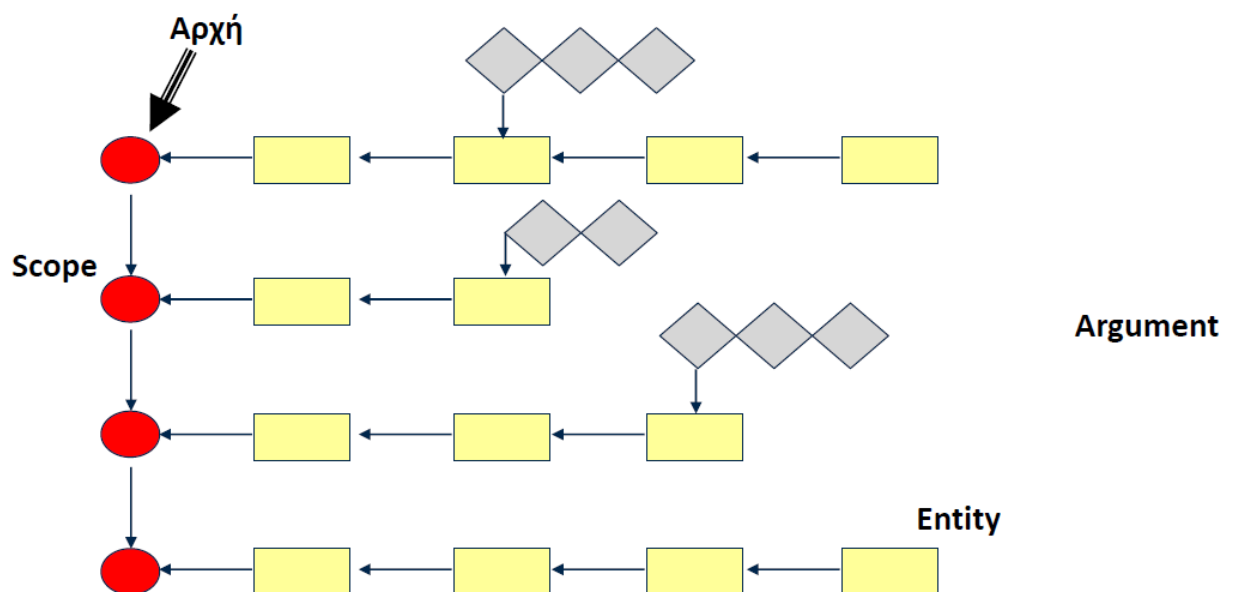 Αρχή
Scope
Argument
Entity